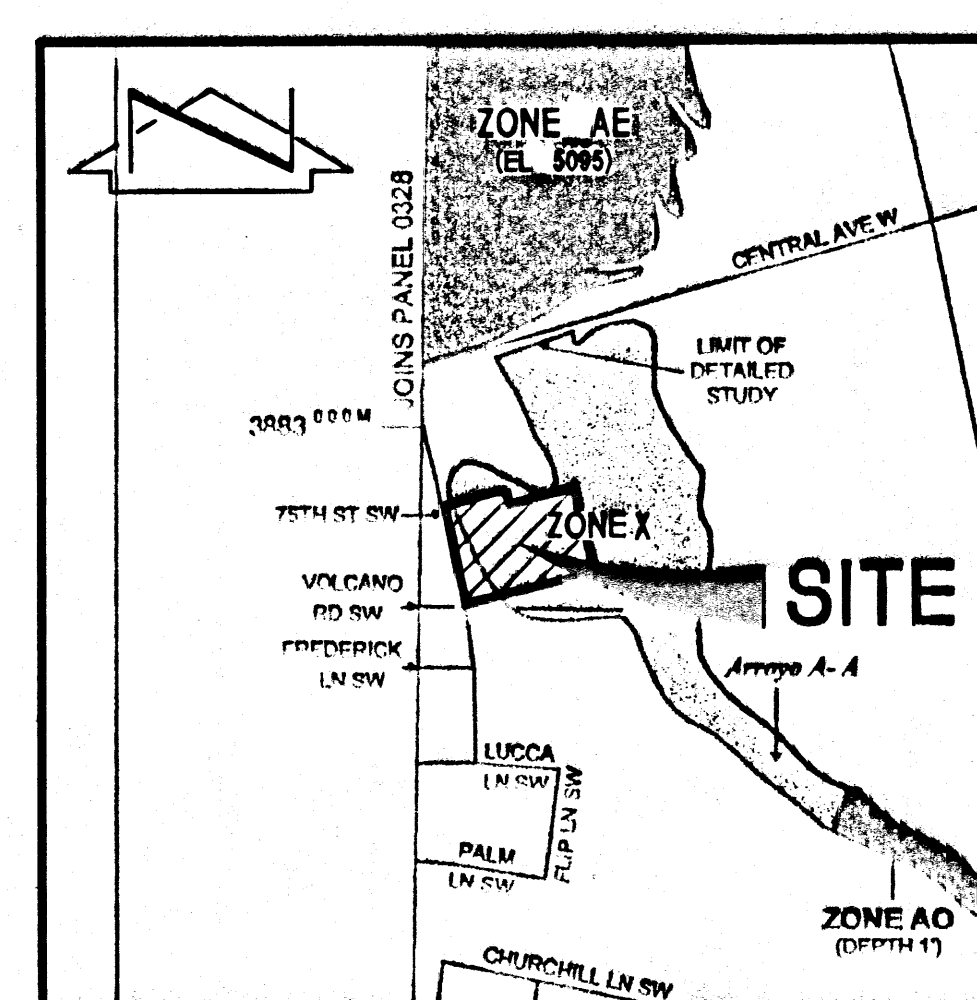 ZONE AE
(EL 5095)
JOINS PANEL 0328
CENTRAL AVE W
LIMIT OF
DETAILED
STUDY
3883 000M
75TH ST SW
ZONE X
SITE
VOLCANO
RD SW
FREDERICK
LN SW
Arroyo A-A
LUCCA
LN SW
FLIP LN SW
PALM
LN SW
ZONE AO
(DEPTH 1')
CHURCHILL LN SW